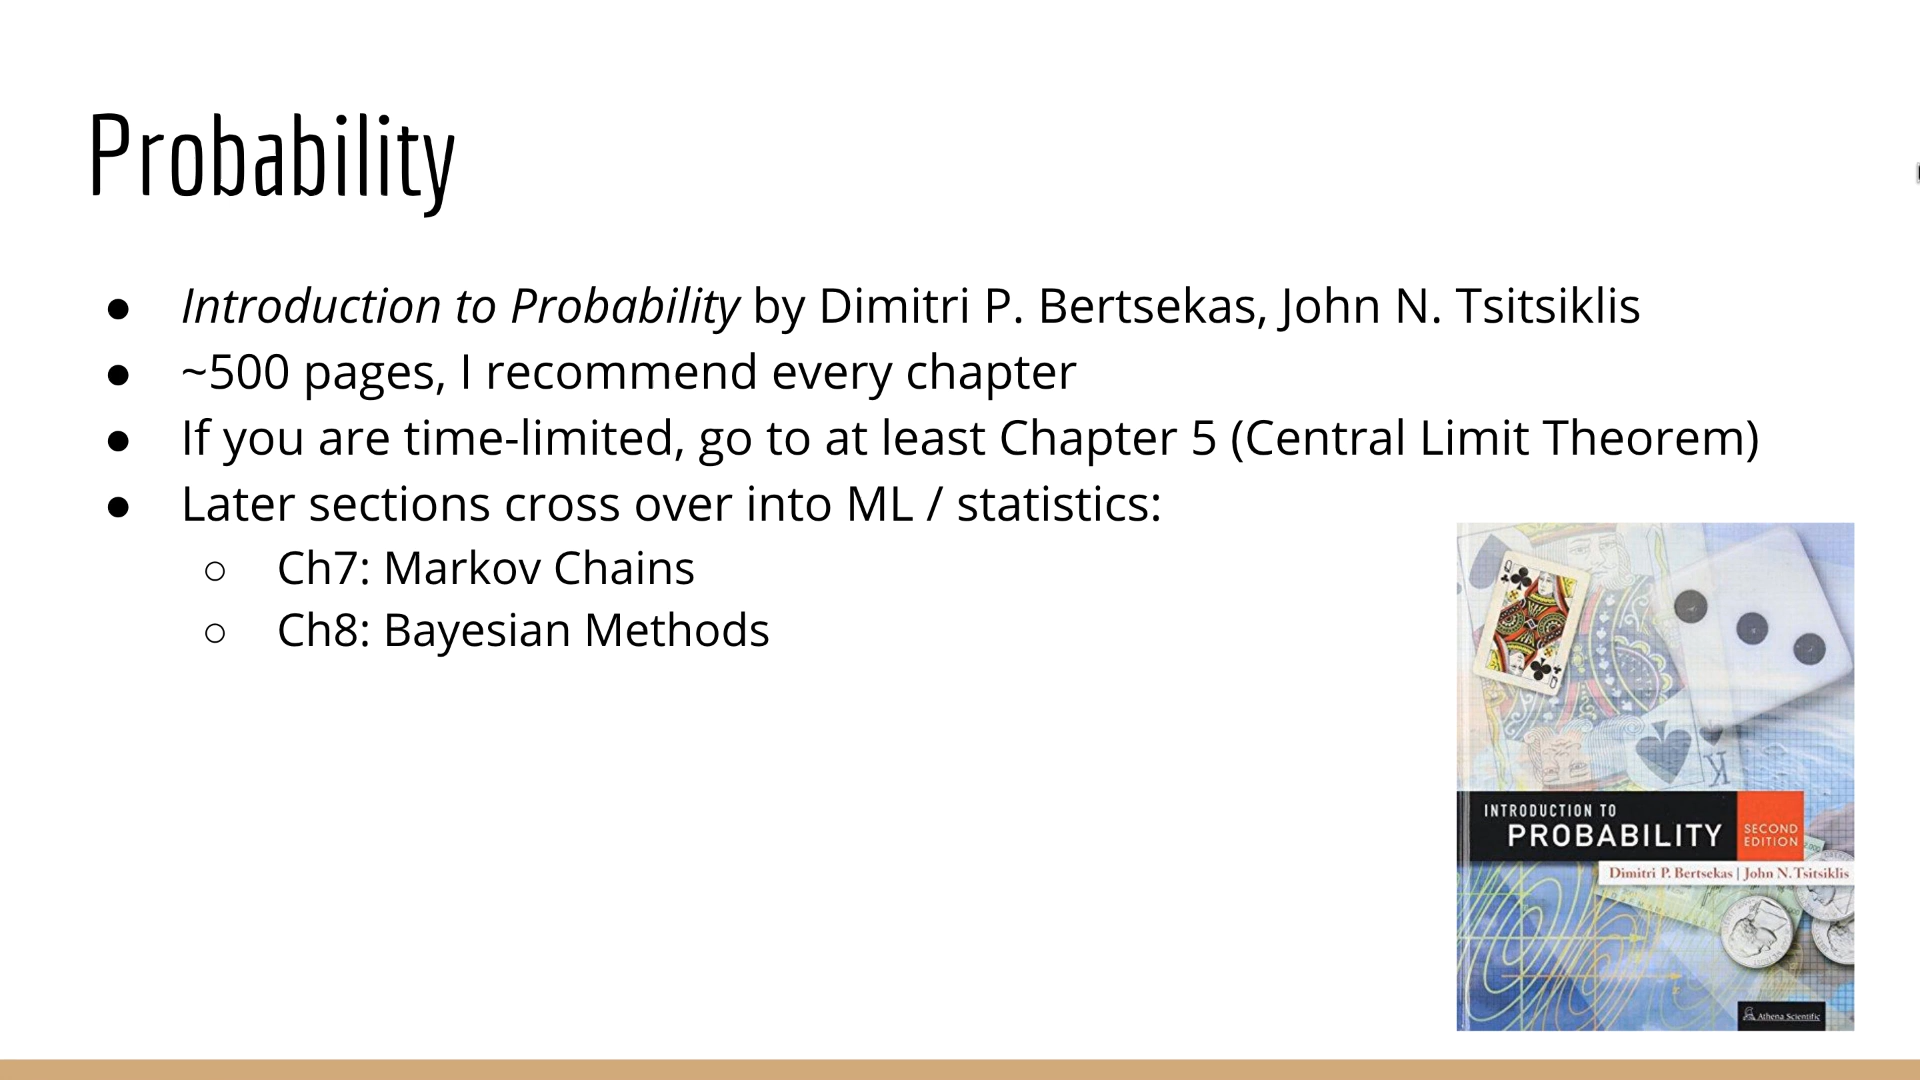 Probability
● Introduction to Probability by Dimitri P. Bertsekas, John N. Tsitsiklis
● ~500 pages, I recommend every chapter
● If you are time-limited, go to at least Chapter 5 (Central Limit Theorem)
● Later sections cross over into ML / statistics:
○ Ch7: Markov Chains
○ Ch8: Bayesian Methods
Q
K
INTRODUCTION TO
PROBABILITY
SECOND
EDITION
Dimitri P. Bertsekas | John N. Tsitsiklis
Athena Scientific